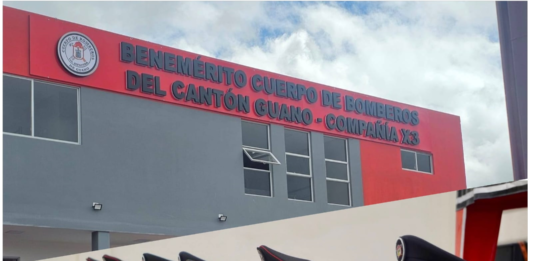 BENEMÉRITO CUERPO DE BOMBEROS
DEL CANTÓN GUANO - COMPAÑÍA X3